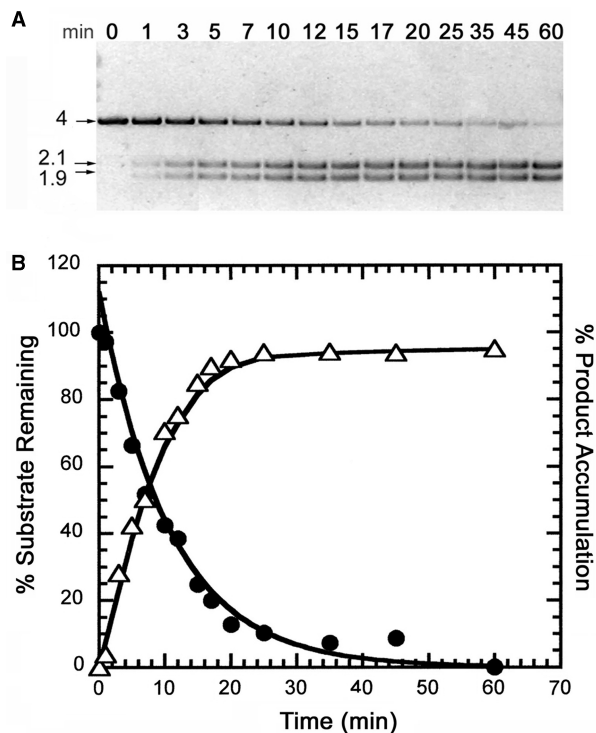 A
min 0 1 3 5 7 10 12 15 17 20 25 35 45 60
4
2.1
1.9
B
120
100
80
60
40
20
0
% Substrate Remaining
% Product Accumulation
0 10 20 30 40 50 60 70
Time (min)